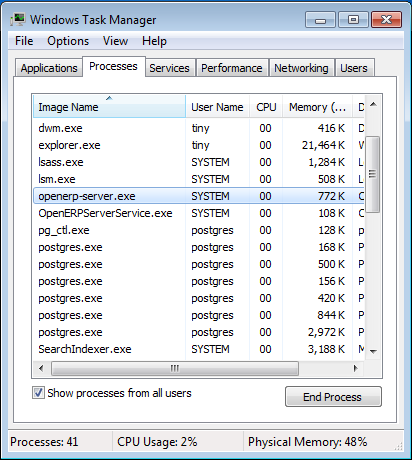 Windows Task Manager
File Options View Help
Applications Processes Services Performance Networking Users
Image Name User Name CPU Memory (... D
dwm.exe tiny 00 416 K D
explorer.exe tiny 00 21,464 K W
lsass.exe SYSTEM 00 1,284 K L
lsm.exe SYSTEM 00 508 K L
openerp-server.exe SYSTEM 00 772 K C
OpenERPServerService.exe SYSTEM 00 108 K C
pg_ctl.exe postgres 00 128 K p
postgres.exe postgres 00 168 K P
postgres.exe postgres 00 500 K P
postgres.exe postgres 00 156 K P
postgres.exe postgres 00 420 K P
postgres.exe postgres 00 844 K P
postgres.exe postgres 00 2,972 K P
SearchIndexer.exe SYSTEM 00 3,188 K M
Show processes from all users End Process
Processes: 41 CPU Usage: 2% Physical Memory: 48%